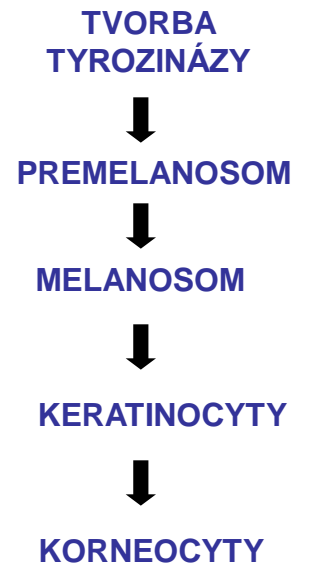 TVORBA
TYROZINÁZY
PREMELANOSOM
MELANOSOM
KERATINOCYTY
KORNEOCYTY